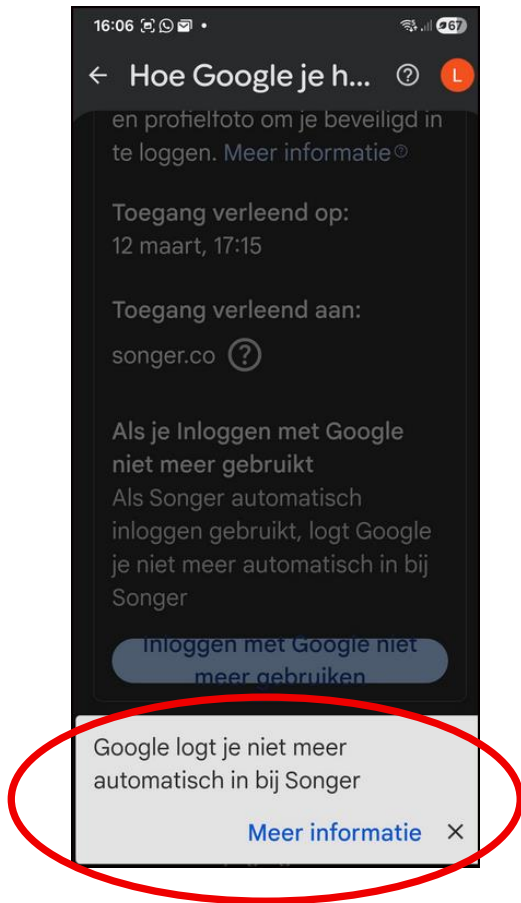 16:06
67
Hoe Google je h...
L
en profielfoto om je beveiligd in
te loggen. Meer informatie
Toegang verleend op:
12 maart, 17:15
Toegang verleend aan:
songer.co
Als je Inloggen met Google
niet meer gebruikt
Als Songer automatisch
inloggen gebruikt, logt Google
je niet meer automatisch in bij
Songer
Inloggen met Google niet
meer gebruiken
Google logt je niet meer
automatisch in bij Songer
Meer informatie